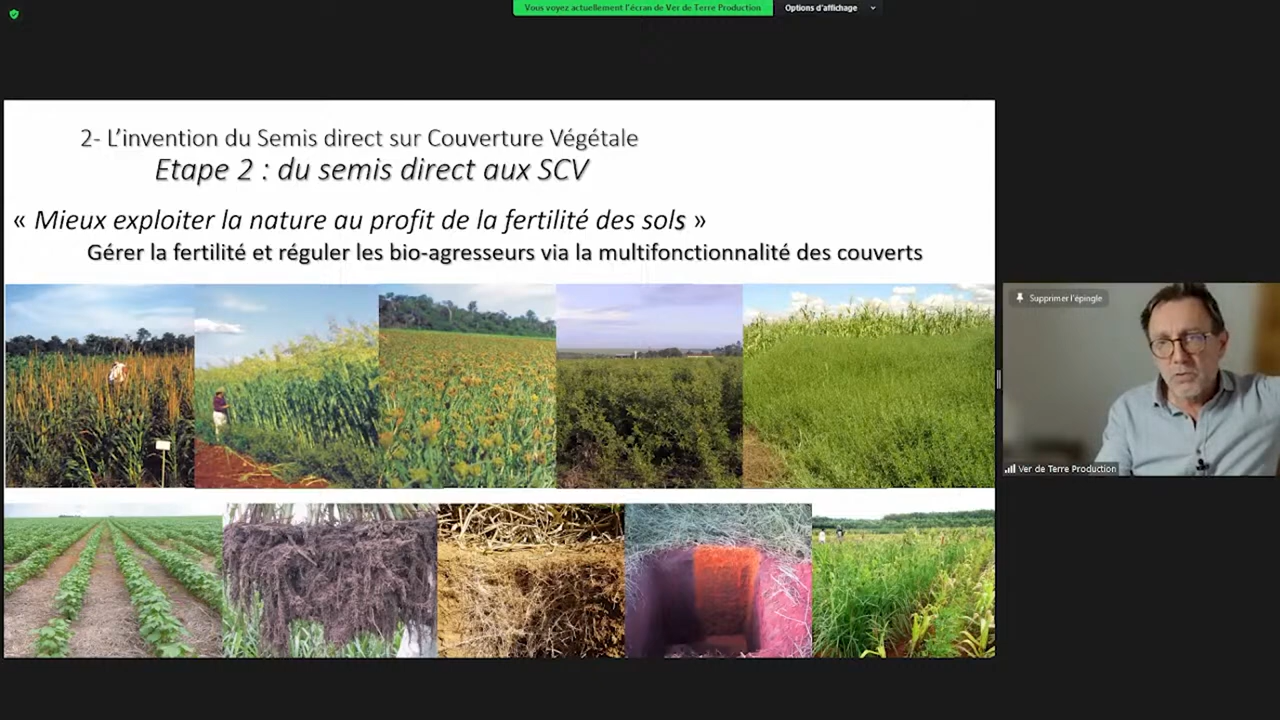 Vous voyez actuellement l'écran de Ver de Terre Production
Options d'affichage
2- L'invention du Semis direct sur Couverture Végétale
Etape 2 : du semis direct aux SCV
« Mieux exploiter la nature au profit de la fertilité des sols »
Gérer la fertilité et réguler les bio-agresseurs via la multifonctionnalité des couverts
Supprimer l'épingle
Ver de Terre Production